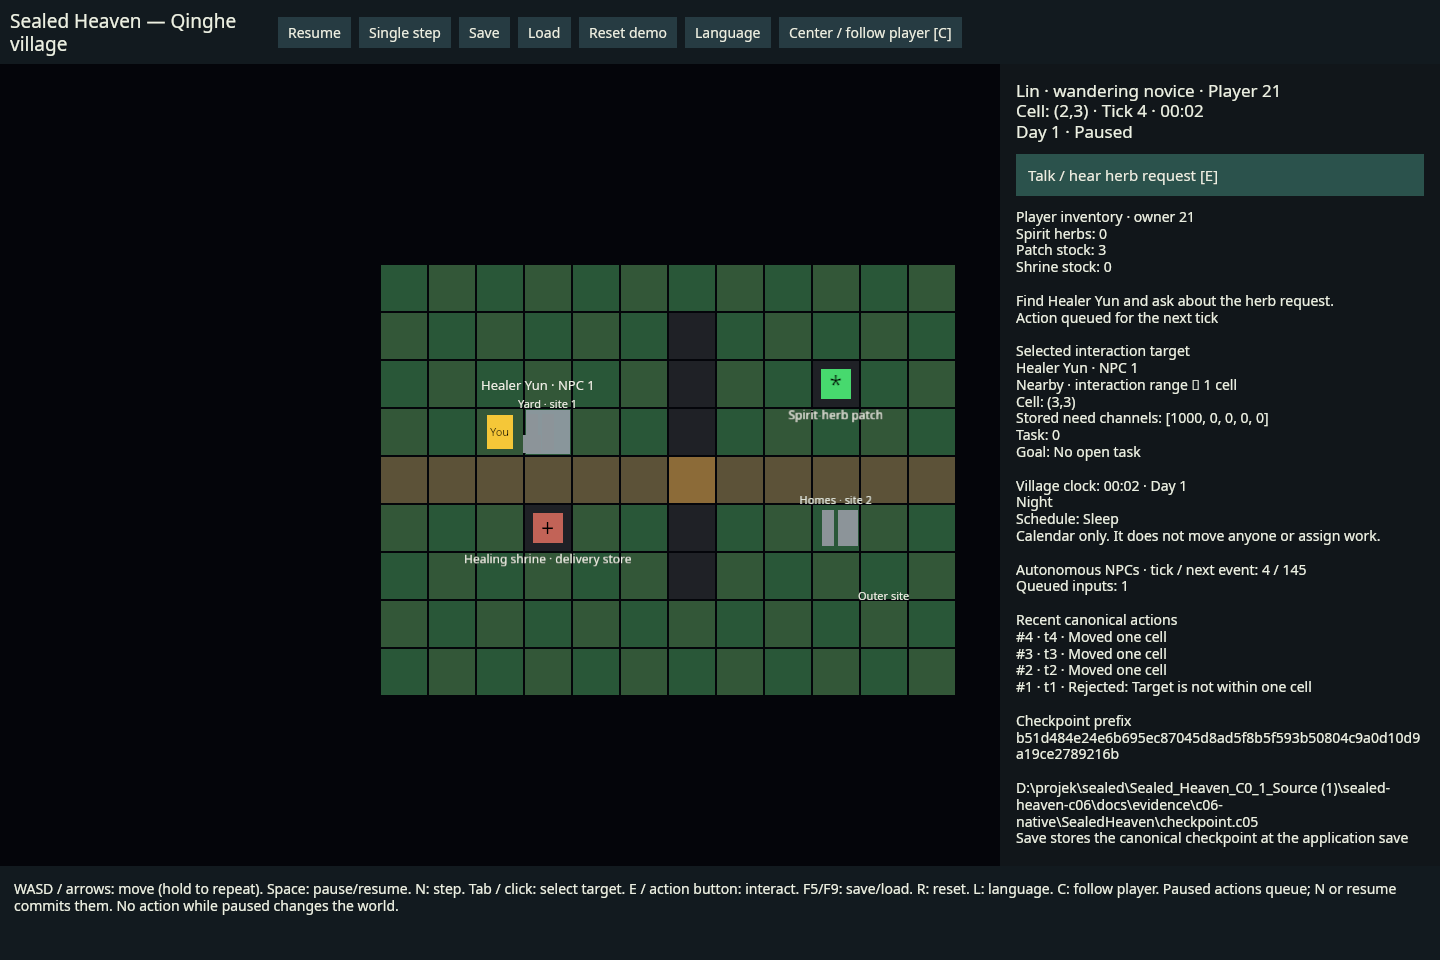 Sealed Heaven — Qinghe
village
Resume
Single step
Save
Load
Reset demo
Language
Center / follow player [C]
Lin · wandering novice · Player 21
Cell: (2,3) · Tick 4 · 00:02
Day 1 · Paused
Talk / hear herb request [E]
Player inventory · owner 21
Spirit herbs: 0
Patch stock: 3
Shrine stock: 0
Find Healer Yun and ask about the herb request.
Action queued for the next tick
Selected interaction target
Healer Yun · NPC 1
Nearby · interaction range 1 cell
Cell: (3,3)
Stored need channels: [1000, 0, 0, 0, 0]
Task: 0
Goal: No open task
Village clock: 00:02 · Day 1
Night
Schedule: Sleep
Calendar only. It does not move anyone or assign work.
Autonomous NPCs · tick / next event: 4 / 145
Queued inputs: 1
Recent canonical actions
#4 · t4 · Moved one cell
#3 · t3 · Moved one cell
#2 · t2 · Moved one cell
#1 · t1 · Rejected: Target is not within one cell
Checkpoint prefix
b51d484e24e6b695ec87045d8ad5f8b5f593b50804c9a0d10d9
a19ce2789216b
D:\projek\sealed\Sealed_Heaven_C0_1_Source (1)\sealed-
heaven-c06\docs\evidence\c06-
native\SealedHeaven\checkpoint.c05
Save stores the canonical checkpoint at the application save
Healer Yun · NPC 1
Yard · site 1
You
*
Spirit herb patch
Homes · site 2
+
Healing shrine · delivery store
Outer site
WASD / arrows: move (hold to repeat). Space: pause/resume. N: step. Tab / click: select target. E / action button: interact. F5/F9: save/load. R: reset. L: language. C: follow player. Paused actions queue; N or resume
commits them. No action while paused changes the world.